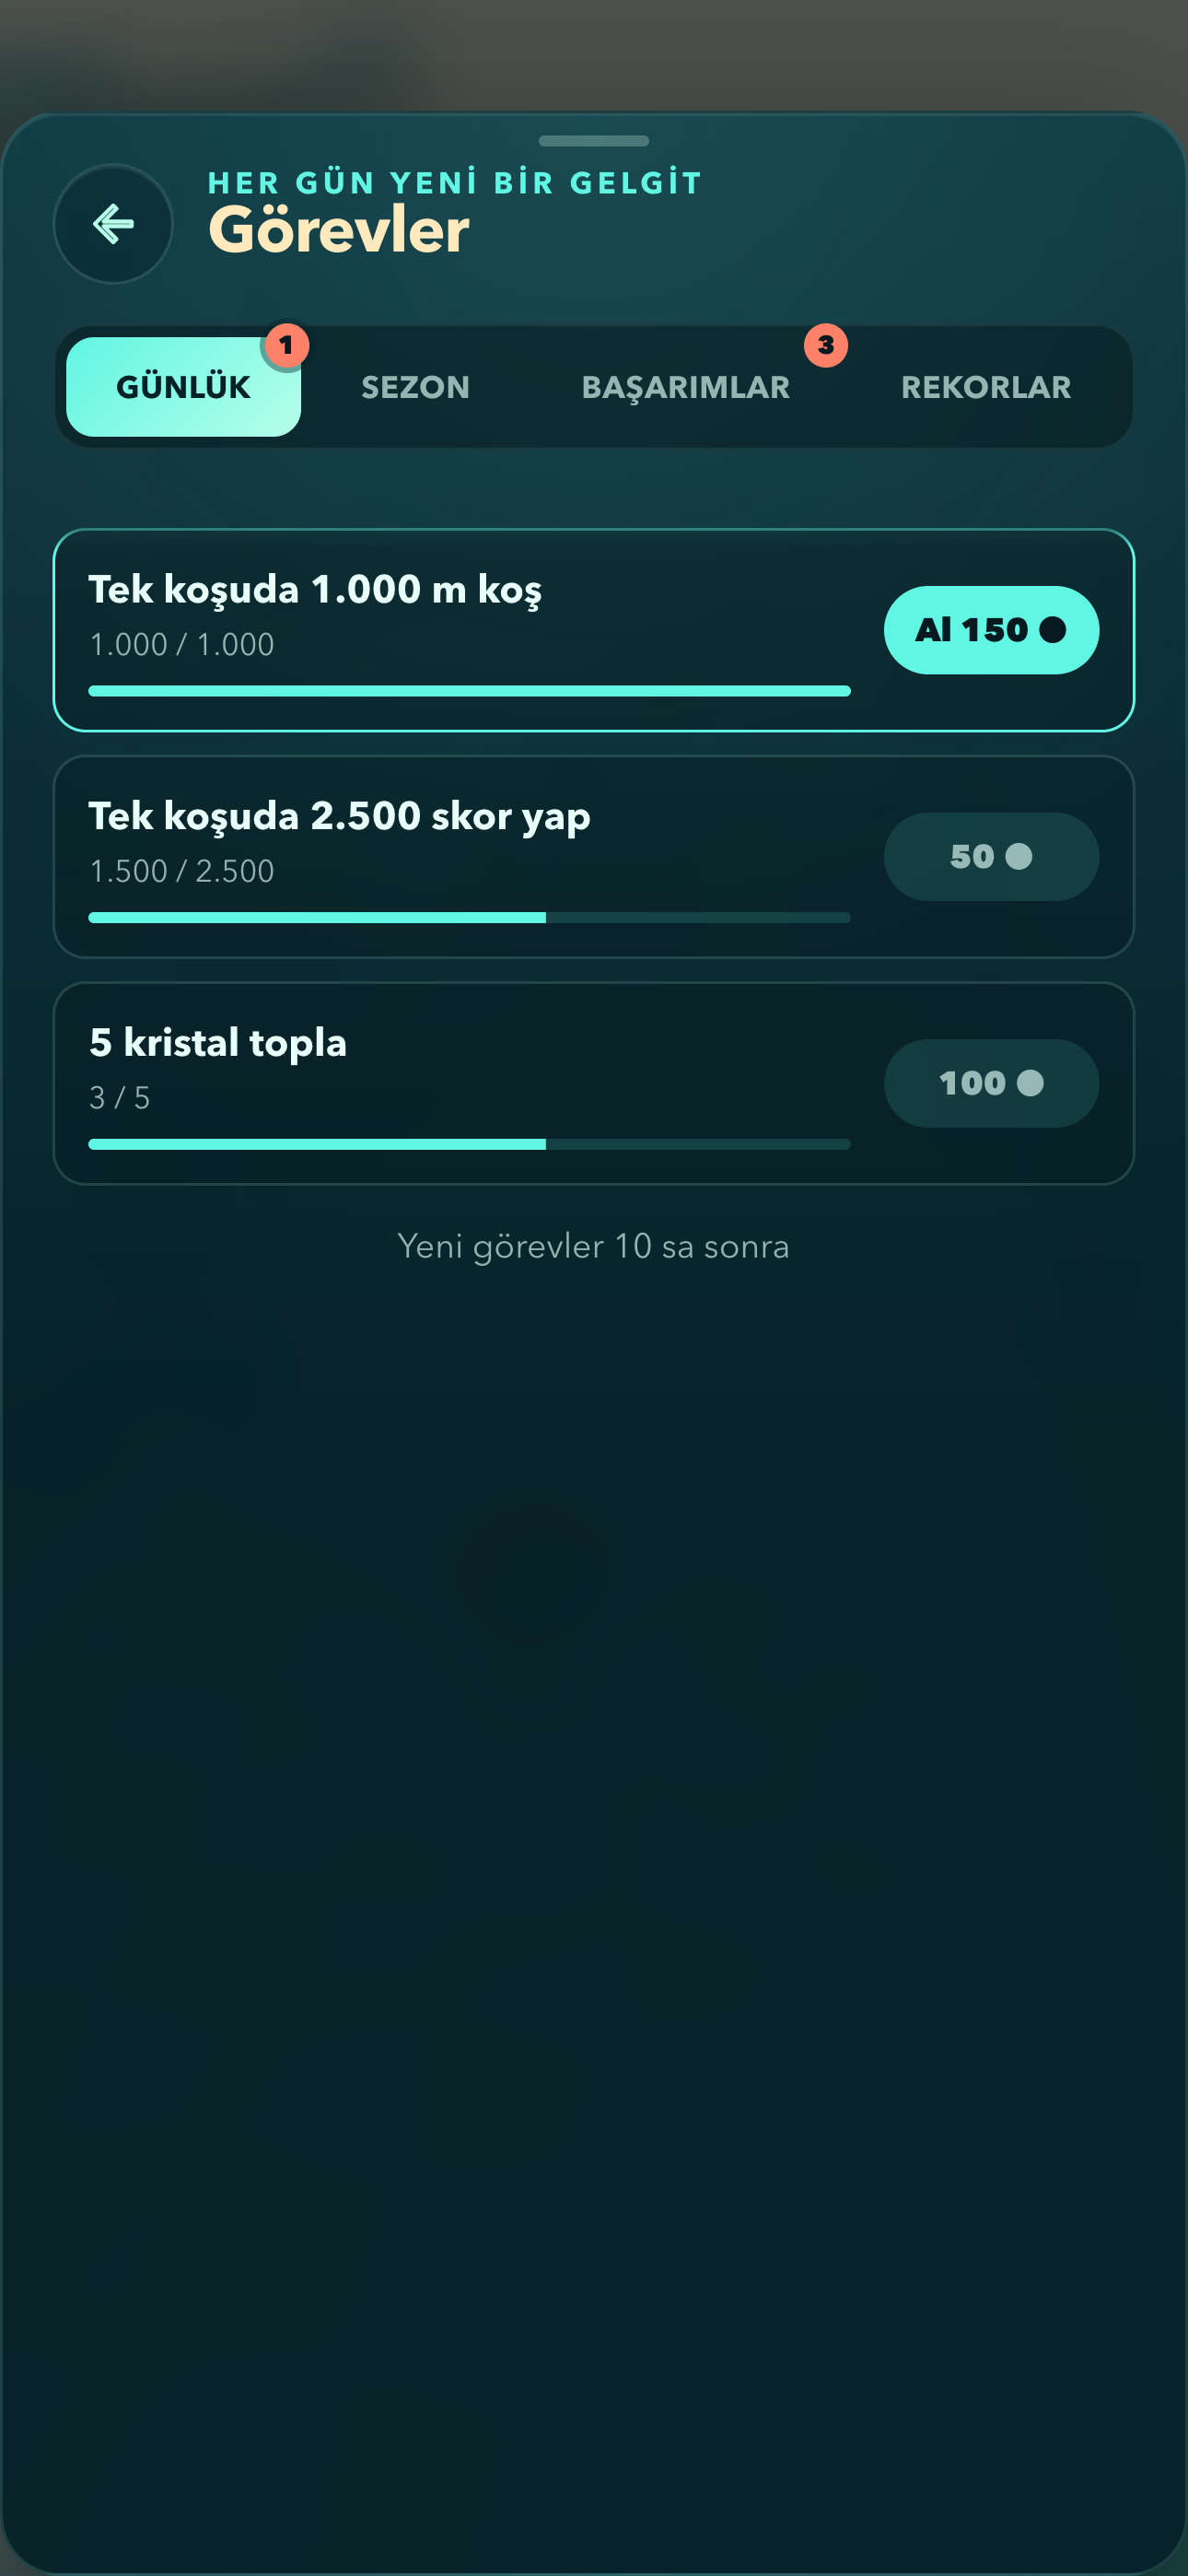 HER GÜN YENİ BİR GELGİT
Görevler
GÜNLÜK 1 SEZON BAŞARIMLAR 3 REKORLAR
Tek koşuda 1.000 m koş
1.000 / 1.000
Al 150
Tek koşuda 2.500 skor yap
1.500 / 2.500
50
5 kristal topla
3 / 5
100
Yeni görevler 10 sa sonra